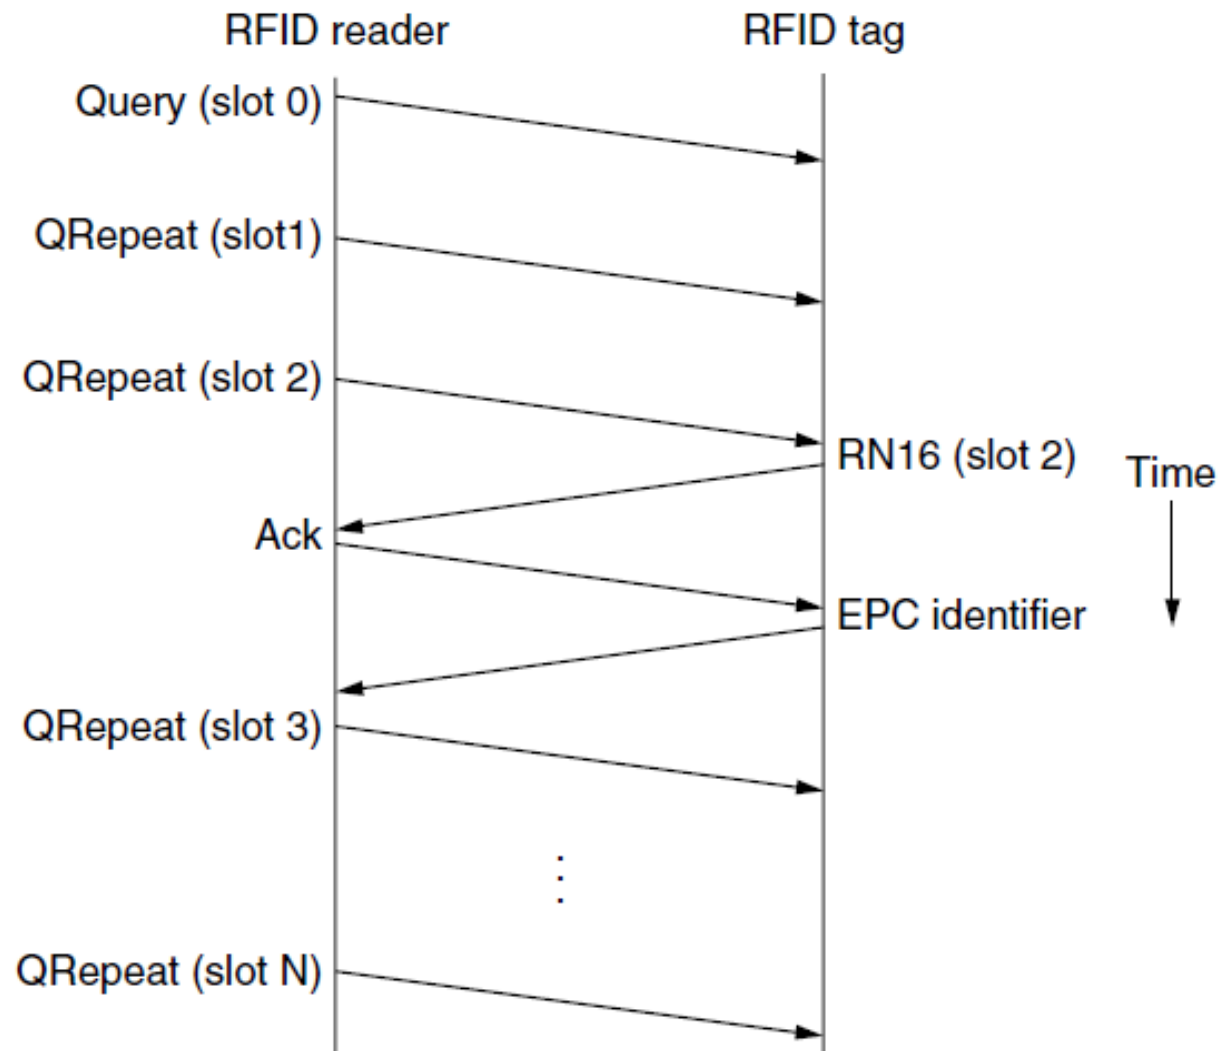 RFID reader
RFID tag
Query (slot 0)
QRepeat (slot1)
QRepeat (slot 2)
RN16 (slot 2)
Time
Ack
EPC identifier
QRepeat (slot 3)
QRepeat (slot N)